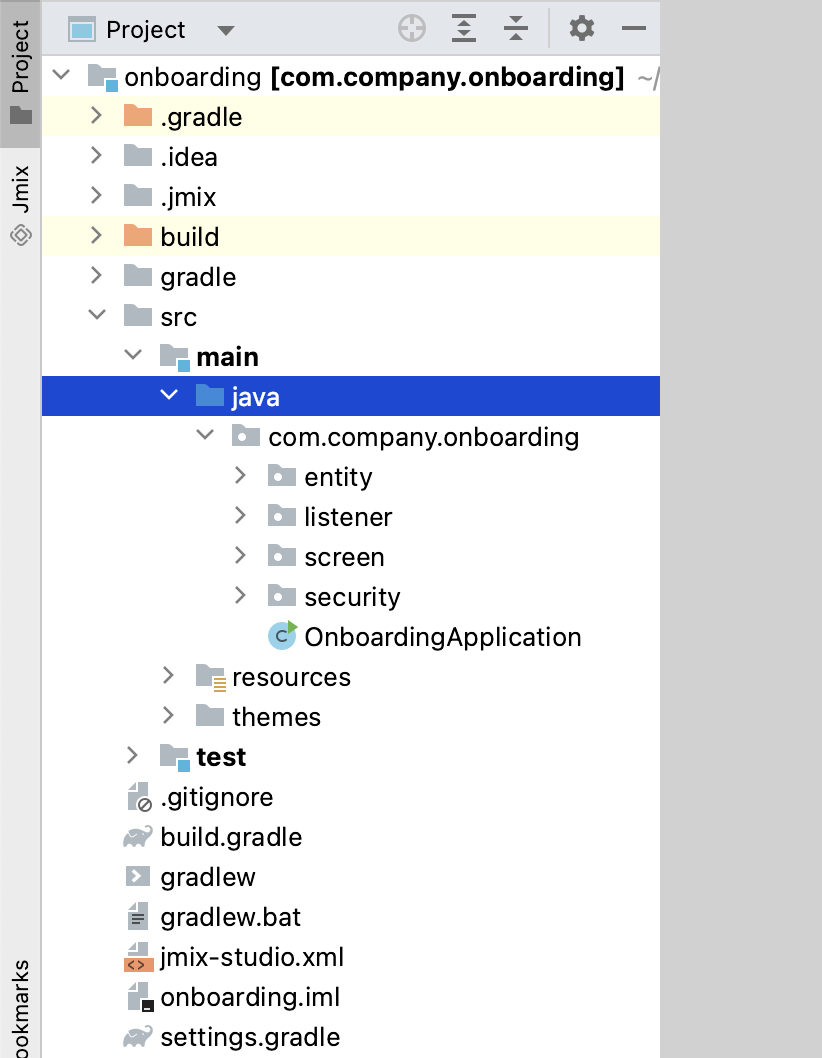 Project
Project
Jmix
ookmarks
onboarding [com.company.onboarding] ~/
.gradle
.idea
.jmix
build
gradle
src
main
java
com.company.onboarding
entity
listener
screen
security
C OnboardingApplication
resources
themes
test
.gitignore
build.gradle
gradlew
gradlew.bat
jmix-studio.xml
onboarding.iml
settings.gradle